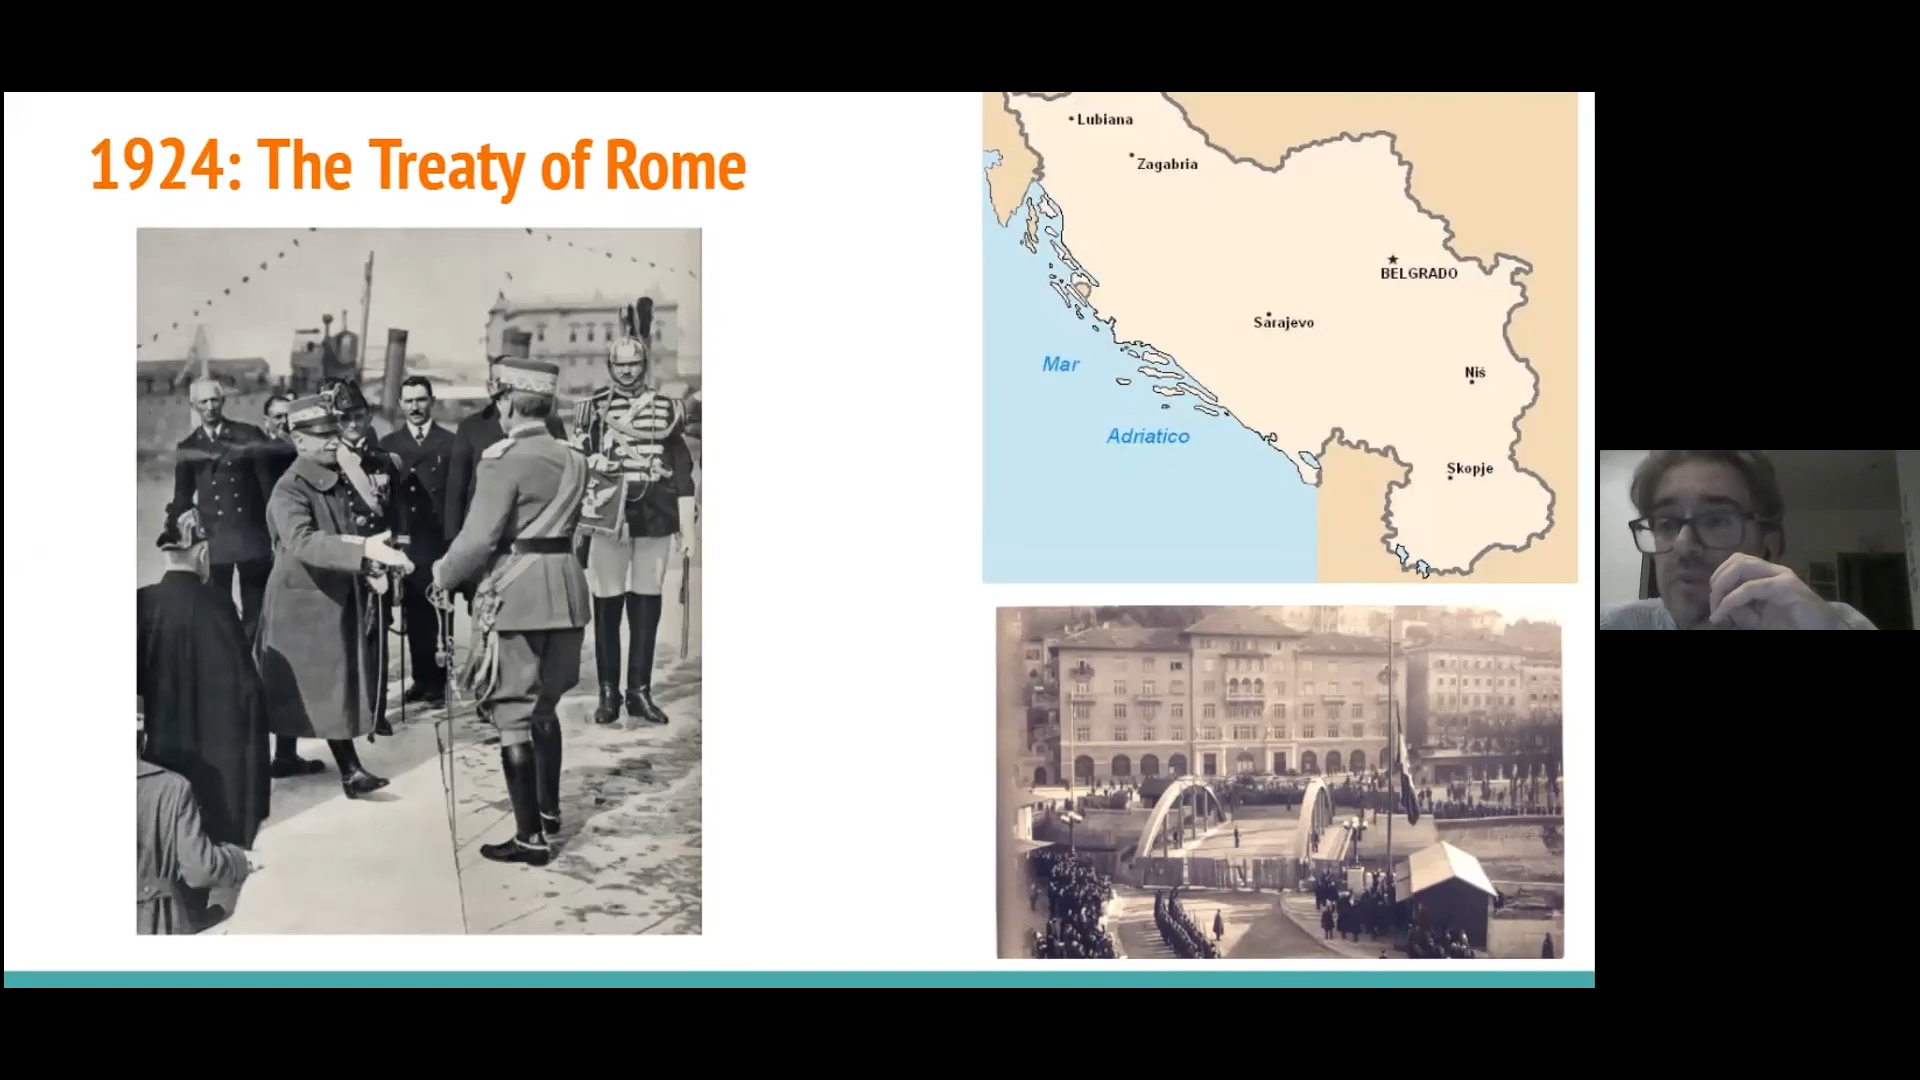 1924: The Treaty of Rome
Lubiana
Zagabria
BELGRADO
Sarajevo
Mar
Niš
Adriatico
Skopje